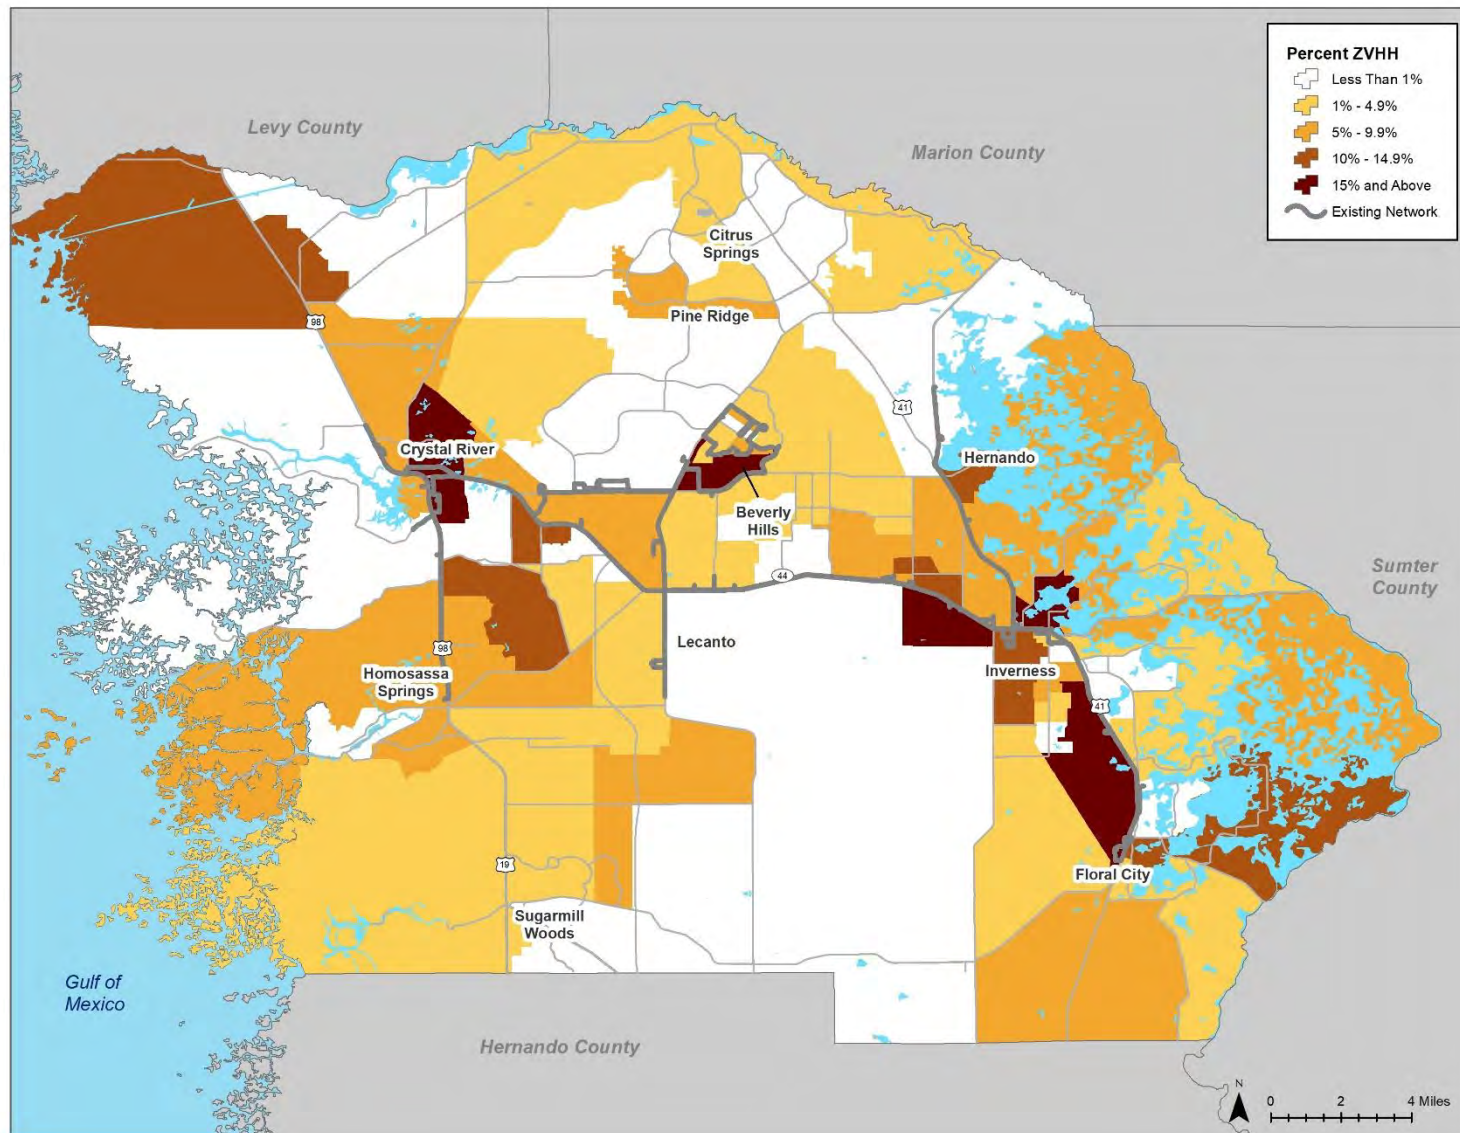 Percent ZVHH
Less Than 1%
1% - 4.9%
5% - 9.9%
10% - 14.9%
15% and Above
Existing Network
Levy County
Marion County
Citrus
Springs
98
Pine Ridge
41
Crystal River
Hernando
Beverly
Hills
44
Sumter
County
98
Lecanto
Homosassa
Springs
Inverness
41
19
Floral City
Sugarmill
Woods
Gulf of
Mexico
Hernando County
N
0 2 4 Miles